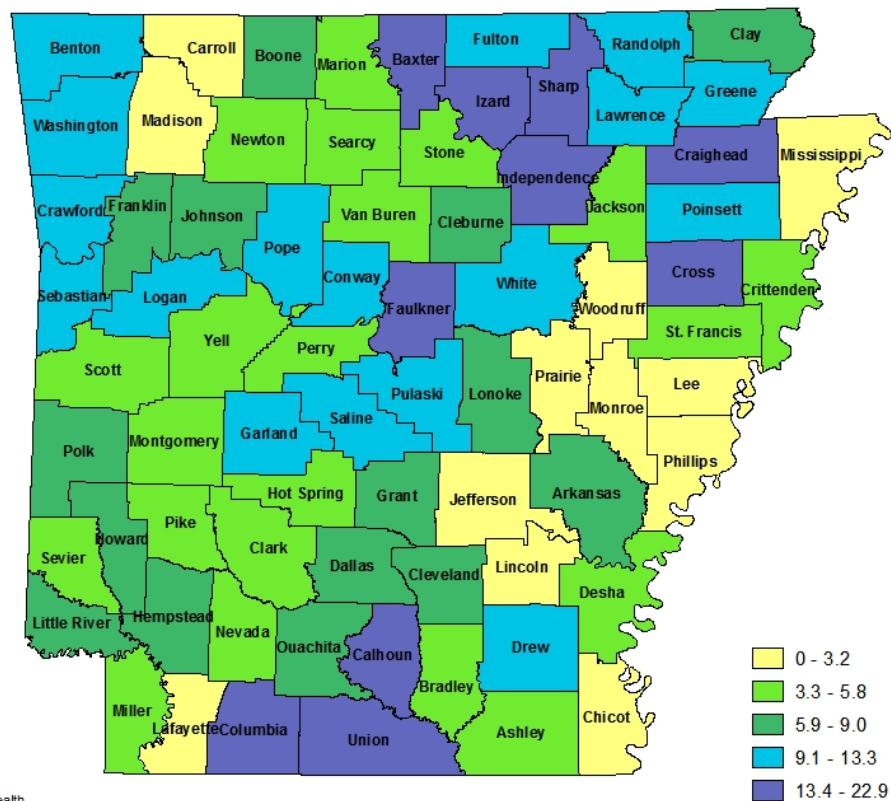 Benton
Carroll
Boone
Marion
Baxter
Fulton
Randolph
Clay
Izard
Sharp
Lawrence
Greene
Washington
Madison
Newton
Searcy
Stone
Independence
Jackson
Craighead
Mississippi
Crawford
Franklin
Johnson
Pope
Van Buren
Cleburne
Poinsett
Sebastian
Logan
Conway
Faulkner
White
Woodruff
Cross
Crittenden
Scott
Yell
Perry
St. Francis
Pulaski
Lonoke
Prairie
Monroe
Lee
Polk
Montgomery
Garland
Saline
Phillips
Hot Spring
Grant
Jefferson
Arkansas
Sevier
Howard
Pike
Clark
Dallas
Cleveland
Lincoln
Desha
Little River
Hempstead
Nevada
Ouachita
Calhoun
Bradley
Drew
Miller
Lafayette
Columbia
Union
Ashley
Chicot
0 - 3.2
3.3 - 5.8
5.9 - 9.0
9.1 - 13.3
13.4 - 22.9